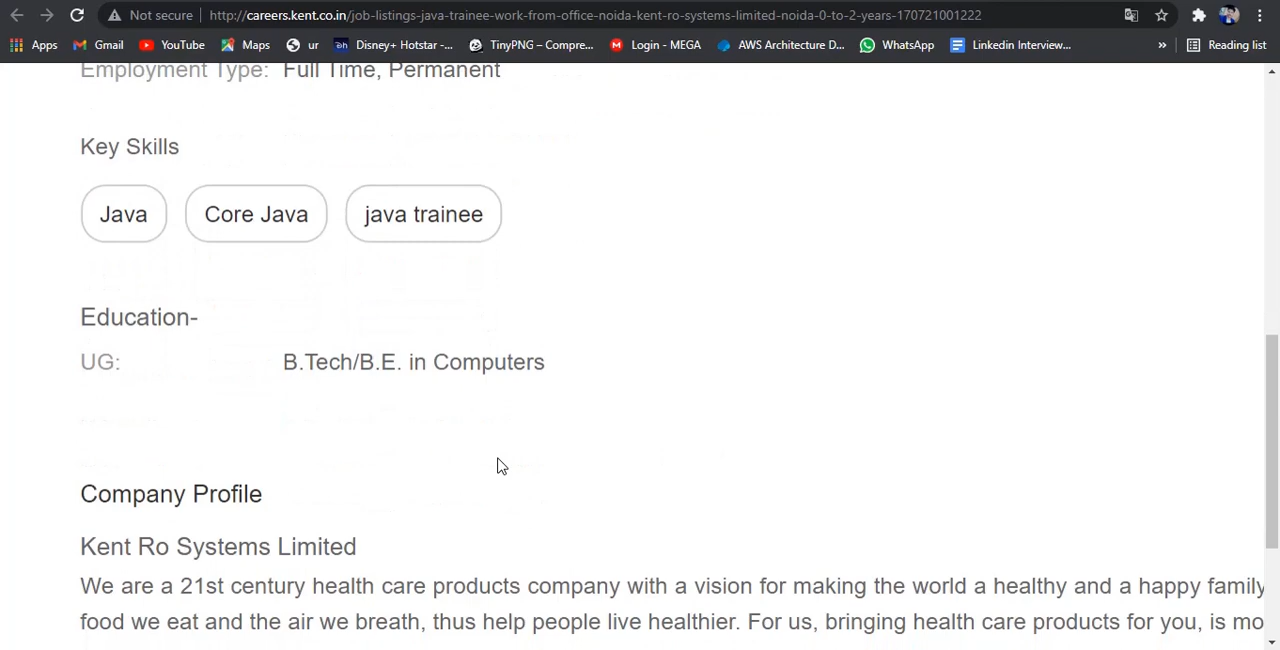 Not secure | http://careers.kent.co.in/job-listings-java-trainee-work-from-office-noida-kent-ro-systems-limited-noida-0-to-2-years-170721001222
Apps Gmail YouTube Maps ur Disney+ Hotstar -... TinyPNG – Compre... Login - MEGA AWS Architecture D... WhatsApp Linkedin Interview... » Reading list
Employment Type: Full Time, Permanent
Key Skills
Java Core Java java trainee
Education-
UG: B.Tech/B.E. in Computers
Company Profile
Kent Ro Systems Limited
We are a 21st century health care products company with a vision for making the world a healthy and a happy family
food we eat and the air we breath, thus help people live healthier. For us, bringing health care products for you, is mo